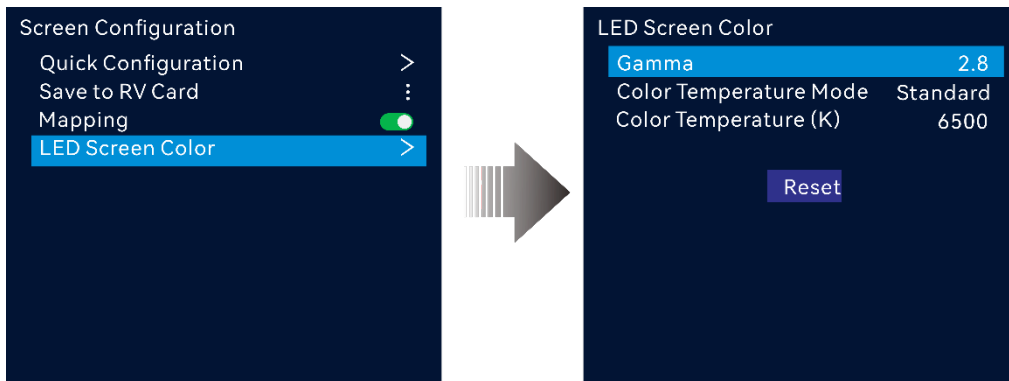 Screen Configuration
Quick Configuration >
Save to RV Card ⋮
Mapping
LED Screen Color >
LED Screen Color
Gamma 2.8
Color Temperature Mode Standard
Color Temperature (K) 6500
Reset